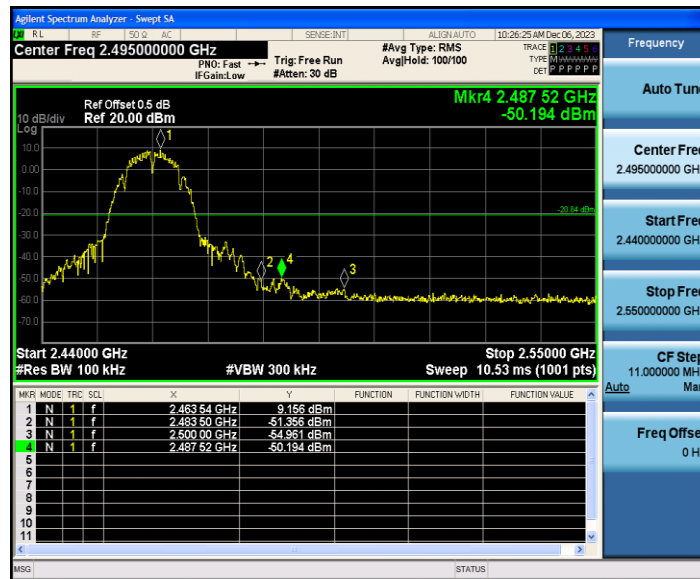 Agilent Spectrum Analyzer - Swept SA
RL RF 50 Ω AC SENSE:INT ALIGN AUTO 10:26:25 AM Dec 06, 2023
Center Freq 2.495000000 GHz
PNO: Fast
IFGain:Low
Trig: Free Run
#Atten: 30 dB
#Avg Type: RMS
Avg|Hold: 100/100
TRACE 1 2 3 4 5 6
TYPE M
DET P P P P P P
Frequency
Auto Tun
Center Fre
2.495000000 GH
Start Fre
2.440000000 GH
Stop Fre
2.550000000 GH
CF Step
11.000000 MH
Auto Ma
Freq Offse
0 H
Ref Offset 0.5 dB
10 dB/div Ref 20.00 dBm
Log
Mkr4 2.487 52 GHz
-50.194 dBm
10.0
0.00
-10.0
-20.0
-30.0
-40.0
-50.0
-60.0
-70.0
1
2
4
3
-20.84 dBm
Start 2.44000 GHz Stop 2.55000 GHz
#Res BW 100 kHz #VBW 300 kHz Sweep 10.53 ms (1001 pts)
MKR MODE TRC SCL X Y FUNCTION FUNCTION WIDTH FUNCTION VALUE
1 N 1 f 2.463 54 GHz 9.156 dBm
2 N 1 f 2.483 50 GHz -51.356 dBm
3 N 1 f 2.500 00 GHz -54.961 dBm
4 N 1 f 2.487 52 GHz -50.194 dBm
5
6
7
8
9
10
11
MSG STATUS